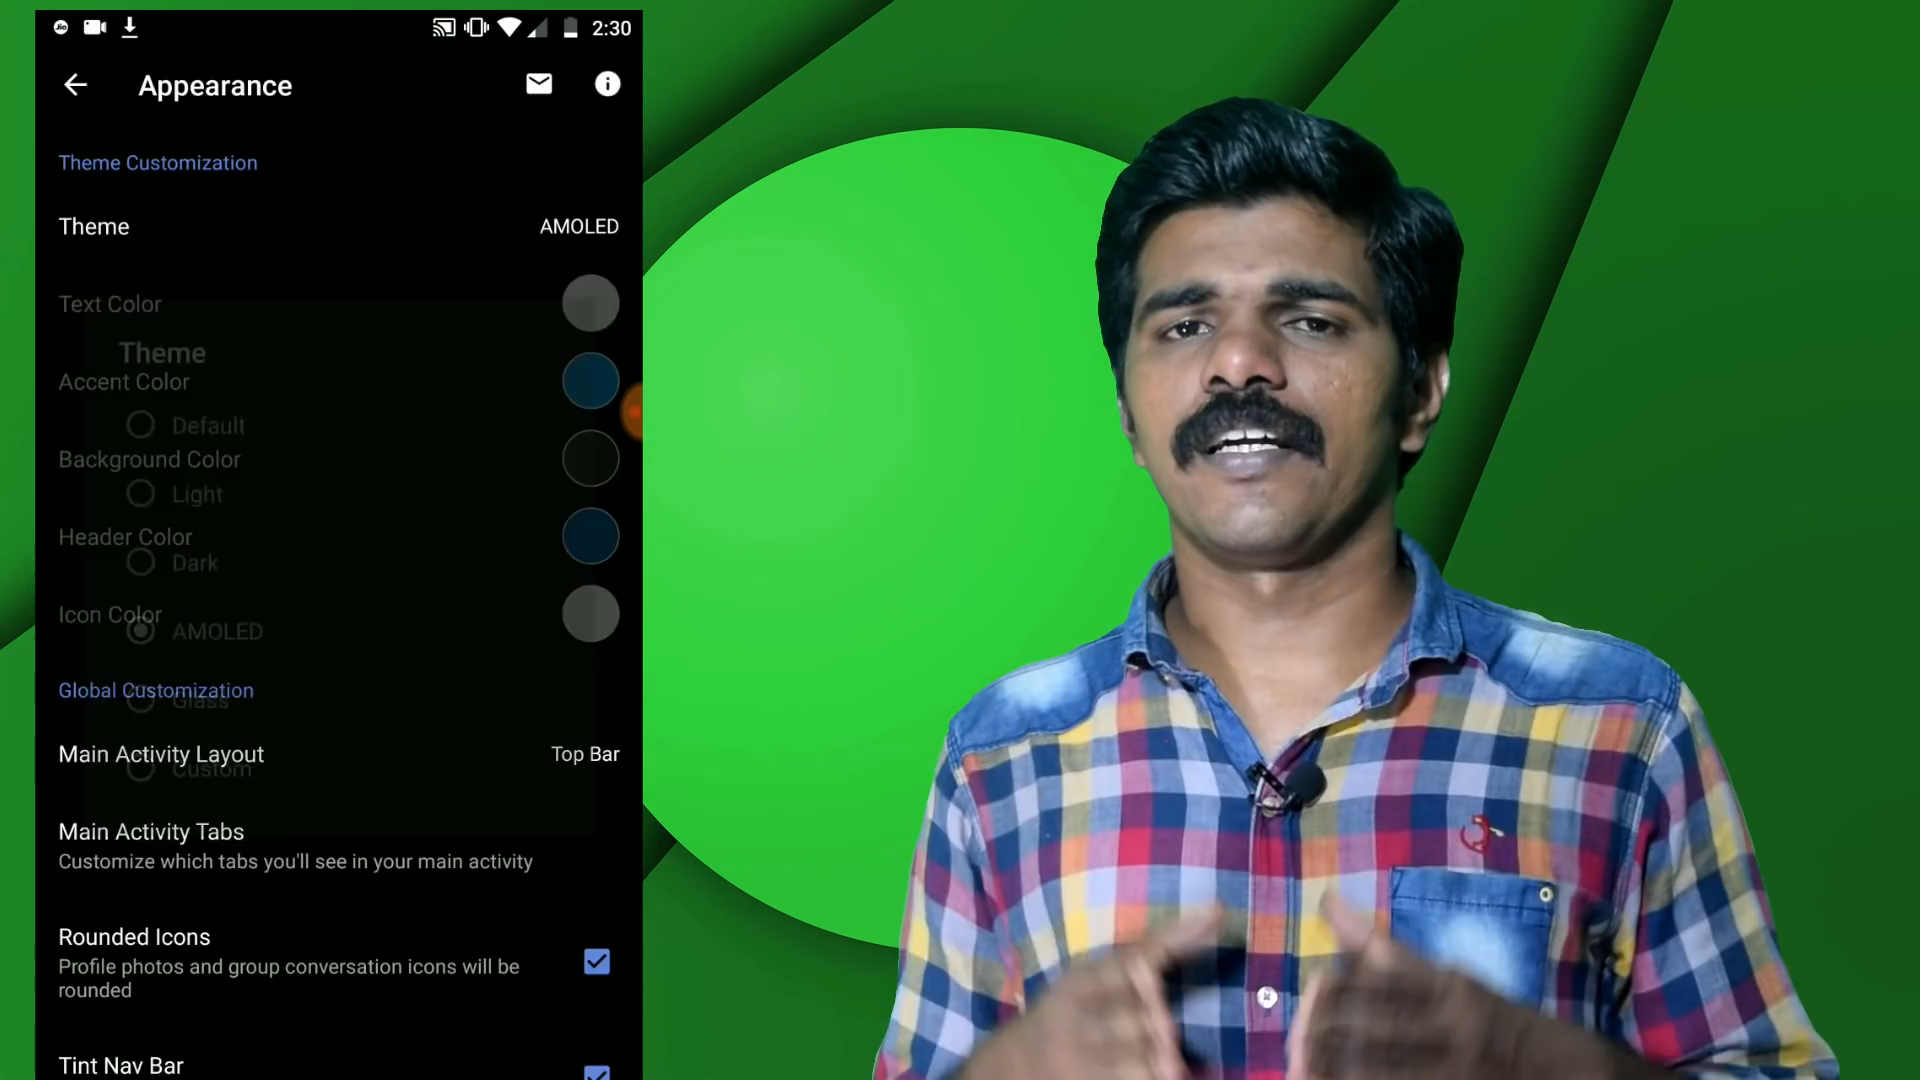 2:30
Appearance
Theme Customization
Theme AMOLED
Text Color
Theme
Accent Color
Default
Background Color
Light
Header Color
Dark
Icon Color
AMOLED
Global Customization
Glass
Main Activity Layout Top Bar
Custom
Main Activity Tabs
Customize which tabs you'll see in your main activity
Rounded Icons
Profile photos and group conversation icons will be
rounded
Tint Nav Bar